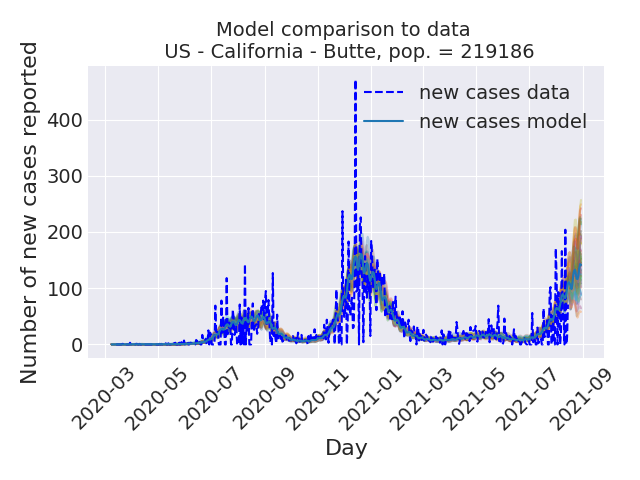 Model comparison to data
US - California - Butte, pop. = 219186
Number of new cases reported
400
300
200
100
0
new cases data
new cases model
2020-03
2020-05
2020-07
2020-09
2020-11
2021-01
2021-03
2021-05
2021-07
2021-09
Day